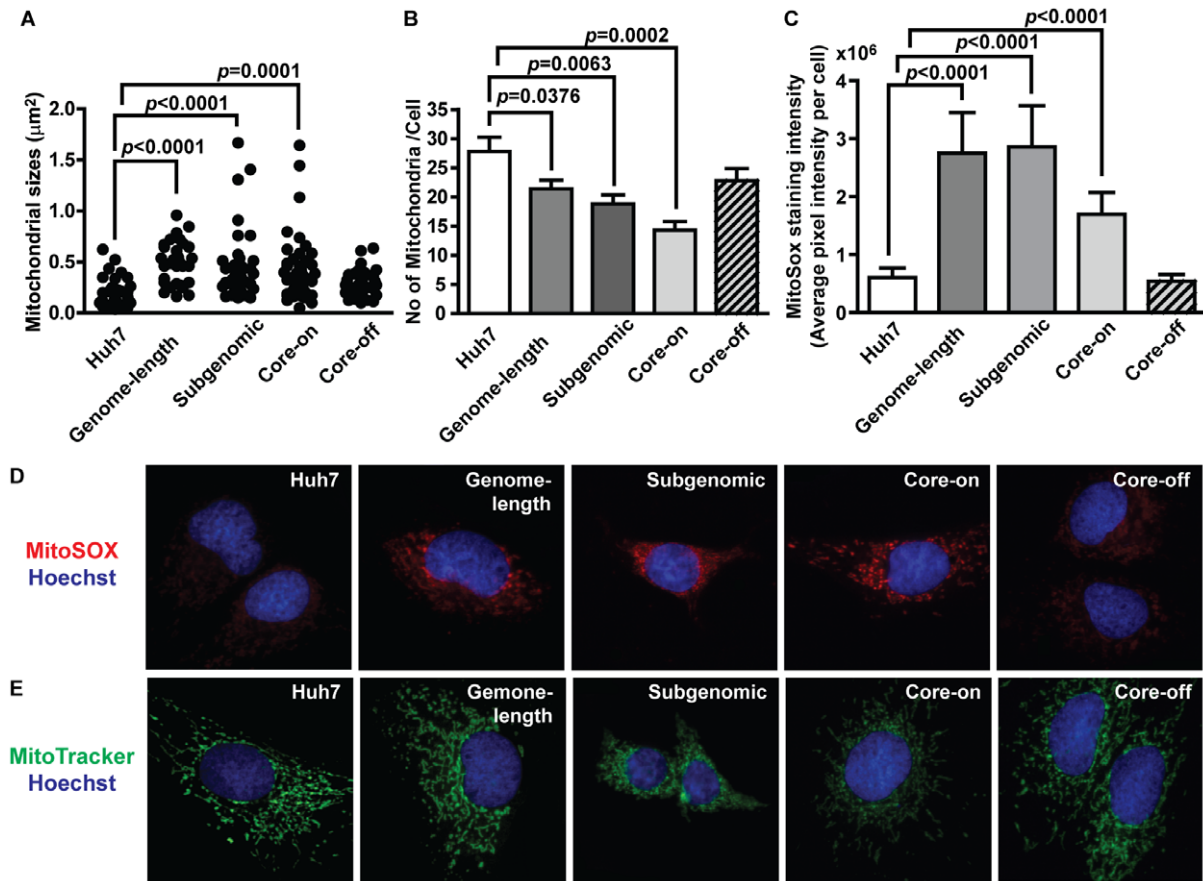 A
Mitochondrial sizes (μm²)
2.0
1.5
1.0
0.5
0.0
p=0.0001
p<0.0001
p<0.0001
Huh7
Genome-length
Subgenomic
Core-on
Core-off
B
No of Mitochondria /Cell
35
30
25
20
15
10
5
0
p=0.0002
p=0.0063
p=0.0376
Huh7
Genome-length
Subgenomic
Core-on
Core-off
C
MitoSox staining intensity
(Average pixel intensity per cell)
x10⁶
4
3
2
1
0
p<0.0001
p<0.0001
p<0.0001
Huh7
Genome-length
Subgenomic
Core-on
Core-off
D
MitoSOX
Hoechst
Huh7
Genome-
length
Subgenomic
Core-on
Core-off
E
MitoTracker
Hoechst
Huh7
Gemone-
length
Subgenomic
Core-on
Core-off